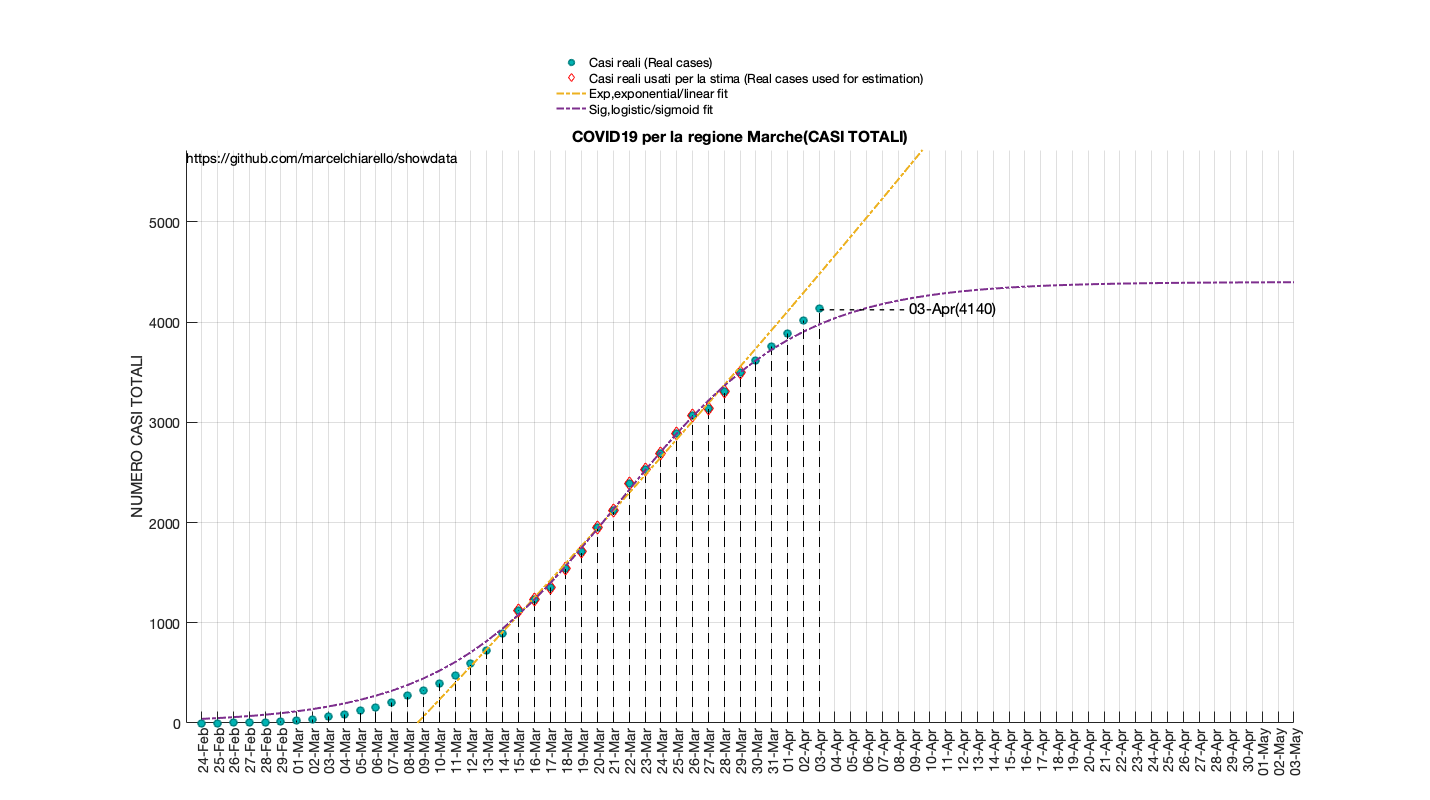 Casi reali (Real cases)
Casi reali usati per la stima (Real cases used for estimation)
Exp,exponential/linear fit
Sig,logistic/sigmoid fit
COVID19 per la regione Marche(CASI TOTALI)
https://github.com/marcelchiarello/showdata
5000
4000
3000
2000
1000
0
NUMERO CASI TOTALI
03-Apr(4140)
24-Feb
25-Feb
26-Feb
27-Feb
28-Feb
29-Feb
01-Mar
02-Mar
03-Mar
04-Mar
05-Mar
06-Mar
07-Mar
08-Mar
09-Mar
10-Mar
11-Mar
12-Mar
13-Mar
14-Mar
15-Mar
16-Mar
17-Mar
18-Mar
19-Mar
20-Mar
21-Mar
22-Mar
23-Mar
24-Mar
25-Mar
26-Mar
27-Mar
28-Mar
29-Mar
30-Mar
31-Mar
01-Apr
02-Apr
03-Apr
04-Apr
05-Apr
06-Apr
07-Apr
08-Apr
09-Apr
10-Apr
11-Apr
12-Apr
13-Apr
14-Apr
15-Apr
16-Apr
17-Apr
18-Apr
19-Apr
20-Apr
21-Apr
22-Apr
23-Apr
24-Apr
25-Apr
26-Apr
27-Apr
28-Apr
29-Apr
30-Apr
01-May
02-May
03-May